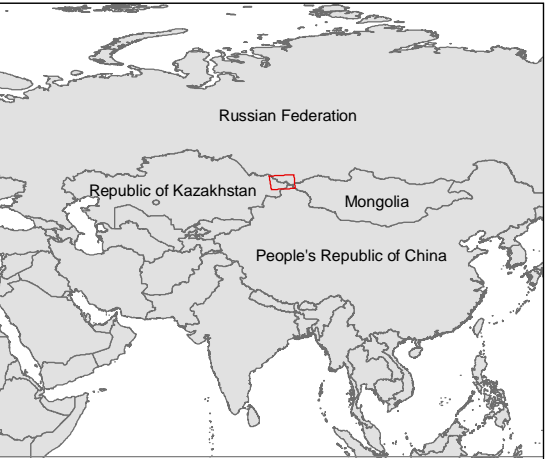 Russian Federation
Republic of Kazakhstan
Mongolia
People's Republic of China